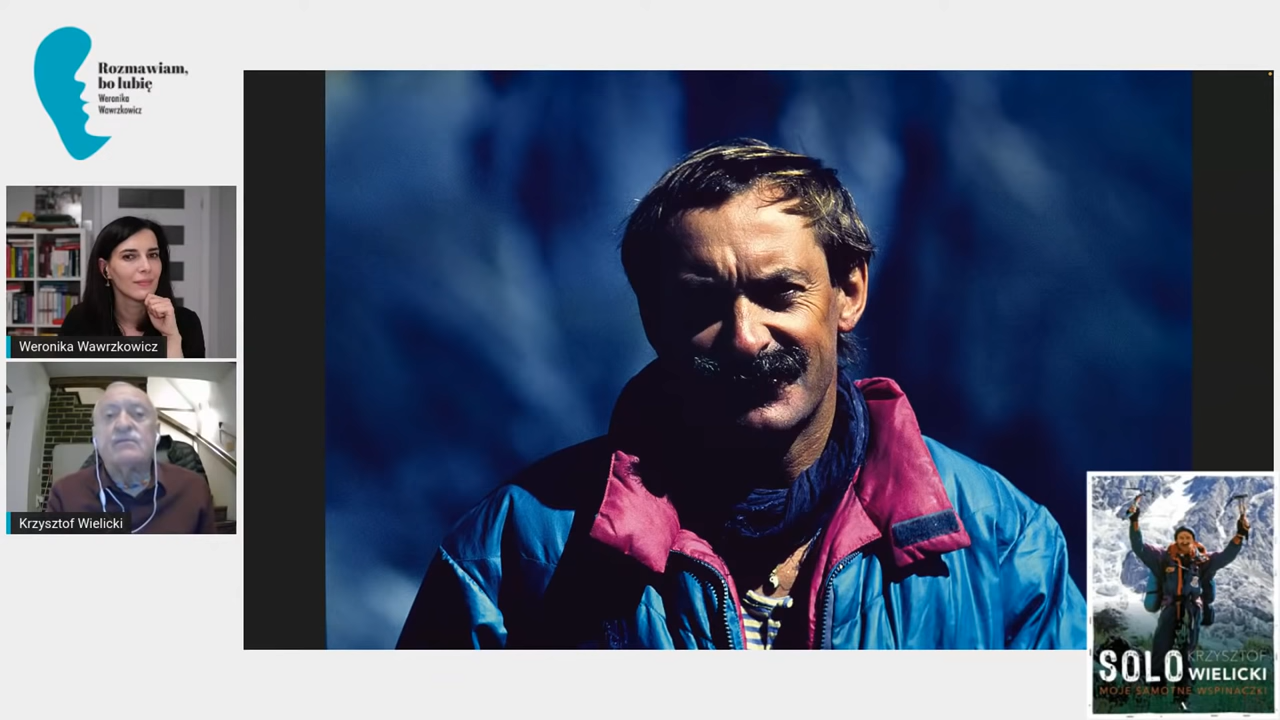 Rozmawiam,
bo lubię
Weronika
Wawrzkowicz
Weronika Wawrzkowicz
Krzysztof Wielicki
SOLO KRZYSZTOF
WIELICKI
MOJE SAMOTNE WSPINACZKI